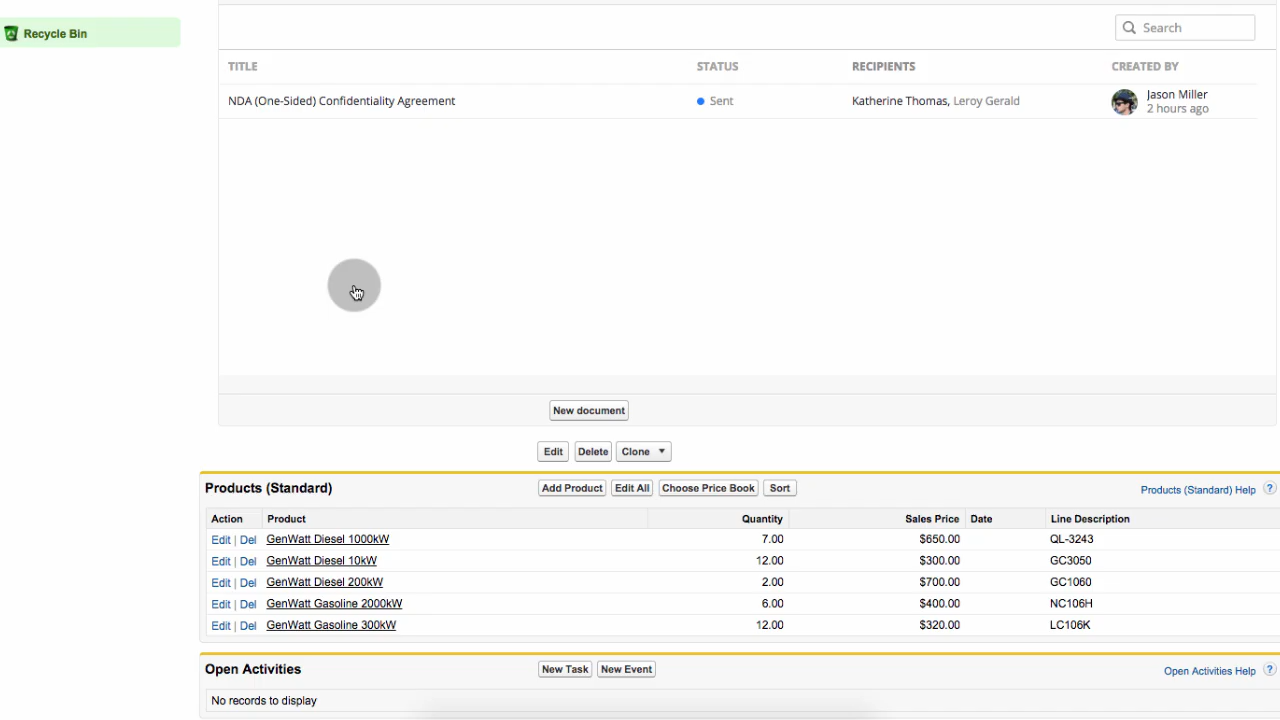 Recycle Bin
Search
TITLE STATUS RECIPIENTS CREATED BY
NDA (One-Sided) Confidentiality Agreement Sent Katherine Thomas, Leroy Gerald Jason Miller
2 hours ago
New document
Edit Delete Clone
Products (Standard) Add Product Edit All Choose Price Book Sort Products (Standard) Help ?
Action Product Quantity Sales Price Date Line Description
Edit | Del GenWatt Diesel 1000kW 7.00 $650.00 QL-3243
Edit | Del GenWatt Diesel 10kW 12.00 $300.00 GC3050
Edit | Del GenWatt Diesel 200kW 2.00 $700.00 GC1060
Edit | Del GenWatt Gasoline 2000kW 6.00 $400.00 NC106H
Edit | Del GenWatt Gasoline 300kW 12.00 $320.00 LC106K
Open Activities New Task New Event Open Activities Help ?
No records to display